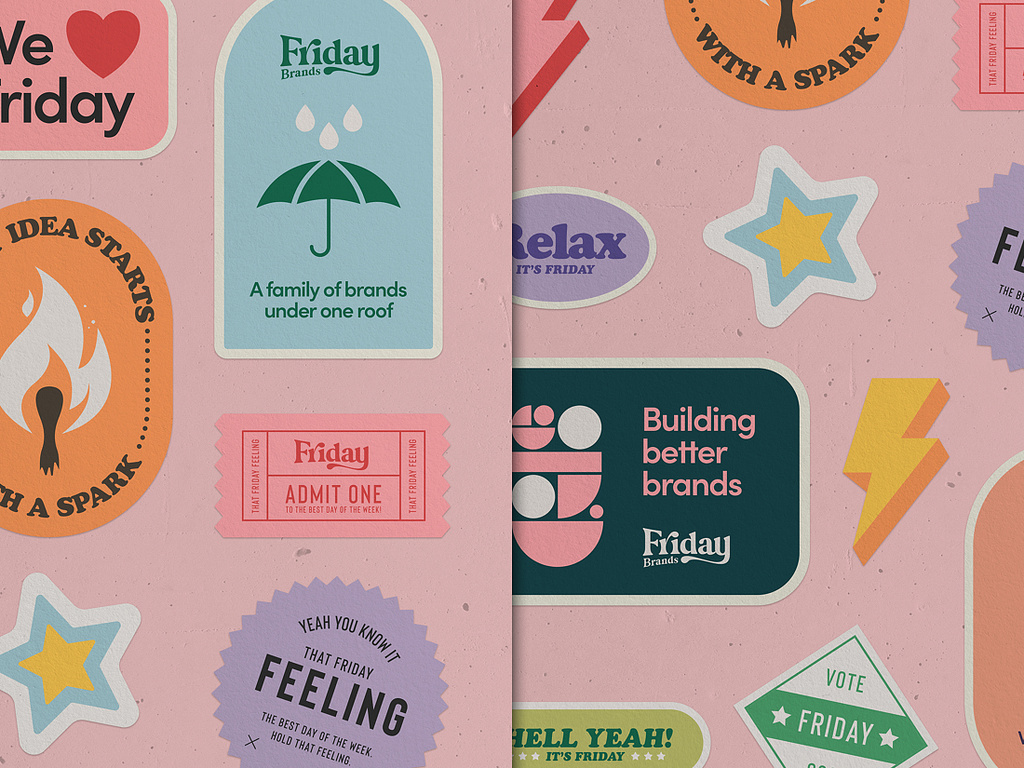 We
Friday
Friday
Brands
A family of brands
under one roof
IDEA STARTS
WITH A SPARK
THAT FRIDAY FEELING
Friday
ADMIT ONE
TO THE BEST DAY OF THE WEEK!
THAT FRIDAY FEELING
YEAH YOU KNOW IT
THAT FRIDAY
FEELING
THE BEST DAY OF THE WEEK.
HOLD THAT FEELING.
WITH A SPARK
THAT FRIDAY FEELING
Relax
IT'S FRIDAY
THE BE
HOL
Building
better
brands
Friday
Brands
HELL YEAH!
IT'S FRIDAY
VOTE
FRIDAY